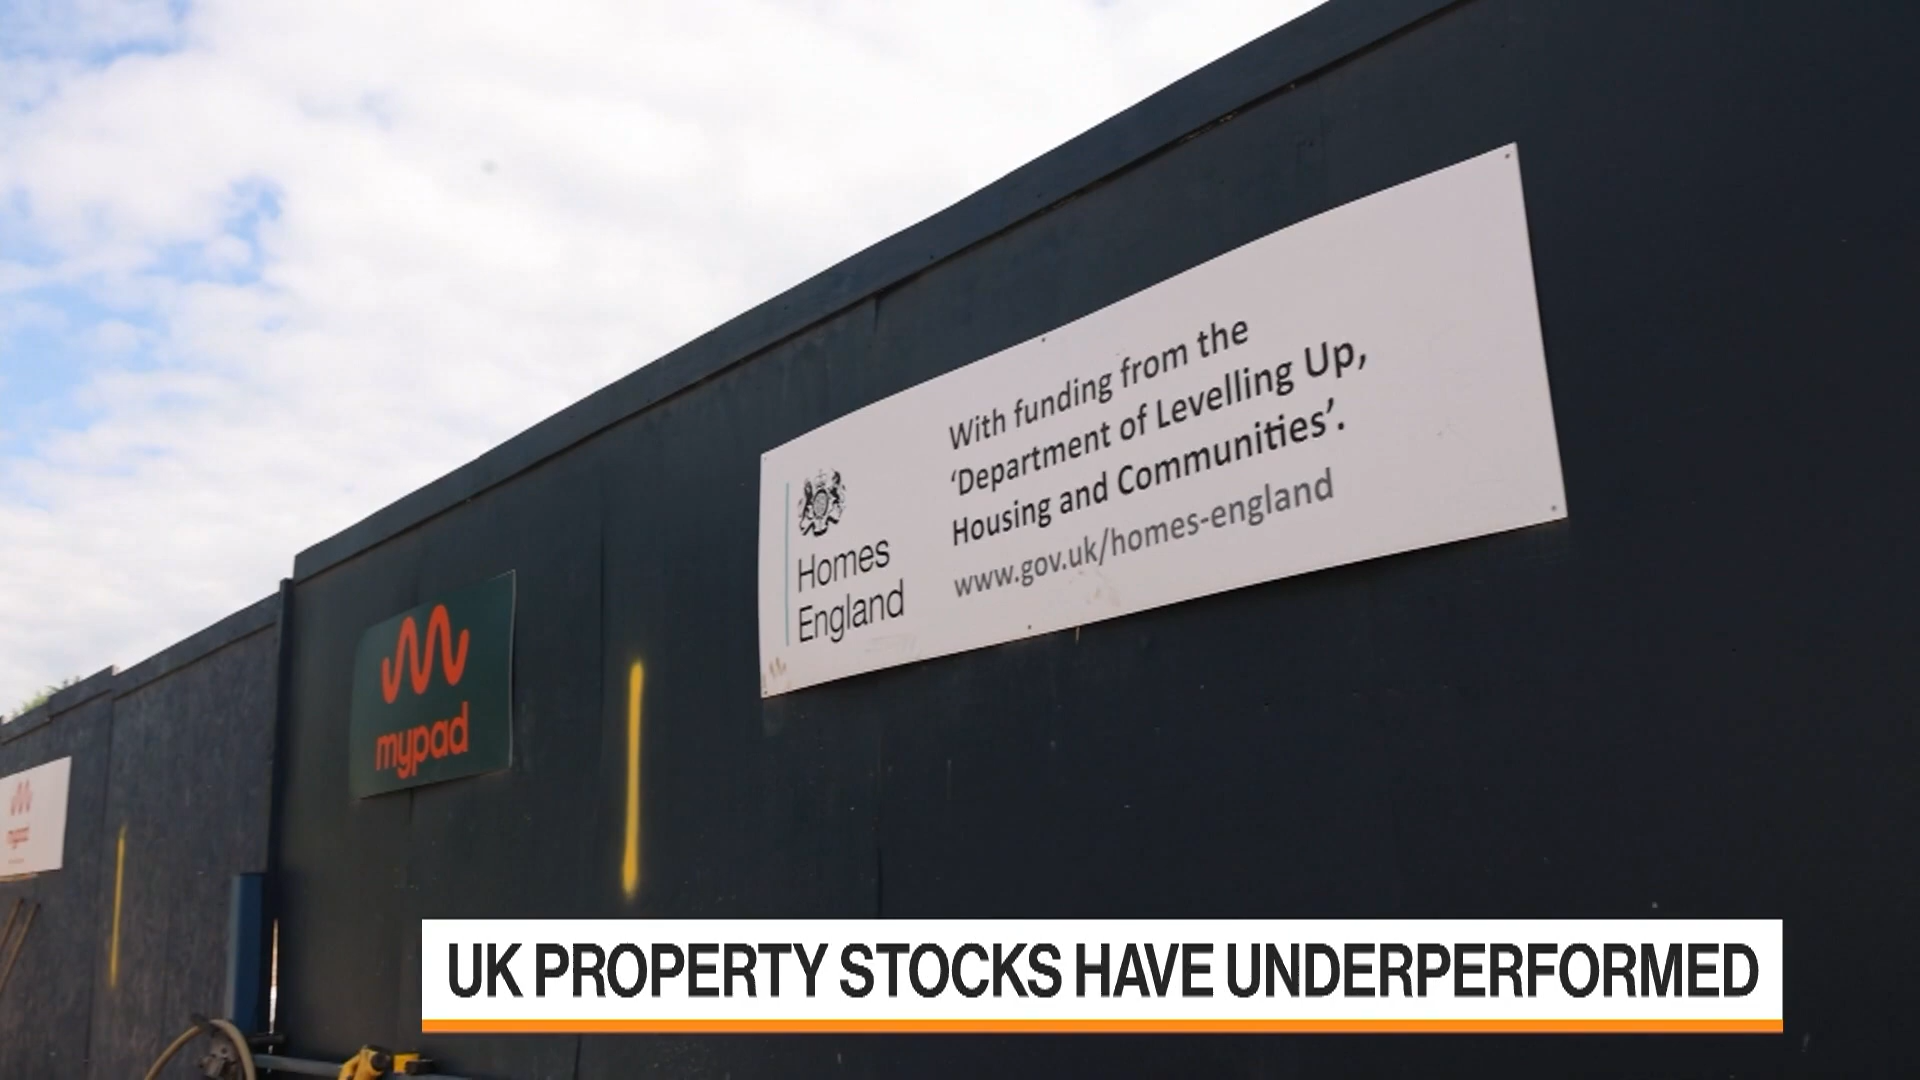 With funding from the
'Department of Levelling Up,
Housing and Communities'.
www.gov.uk/homes-england
Homes
England
mypad
mypad
UK PROPERTY STOCKS HAVE UNDERPERFORMED